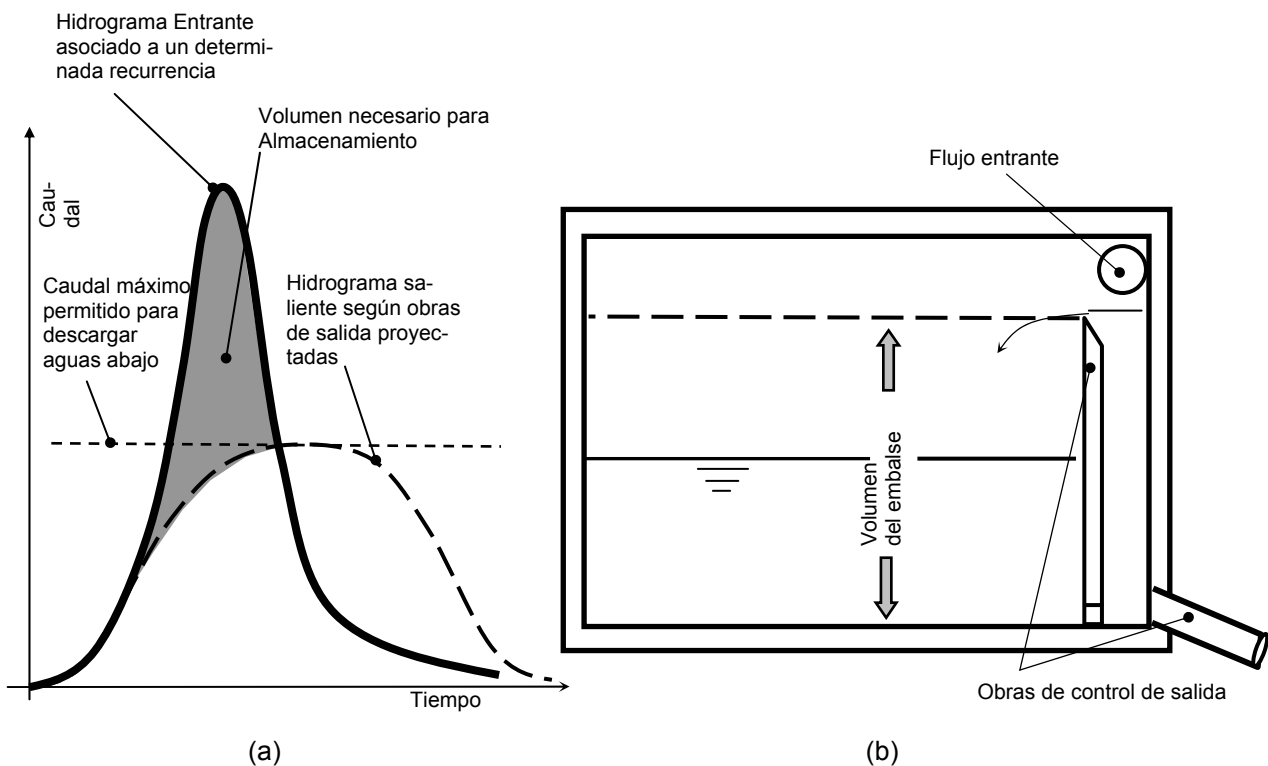 Hidrograma Entrante
asociado a un determi-
nada recurrencia
Volumen necesario para
Almacenamiento
Cau-
dal
Caudal máximo
permitido para
descargar
aguas abajo
Hidrograma sa-
liente según obras
de salida proyec-
tadas
Tiempo
(a)
Flujo entrante
Volumen
del embalse
Obras de control de salida
(b)